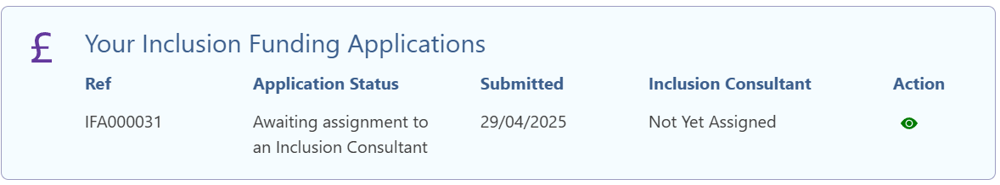 £ Your Inclusion Funding Applications
Ref Application Status Submitted Inclusion Consultant Action
IFA000031 Awaiting assignment to 29/04/2025 Not Yet Assigned
an Inclusion Consultant